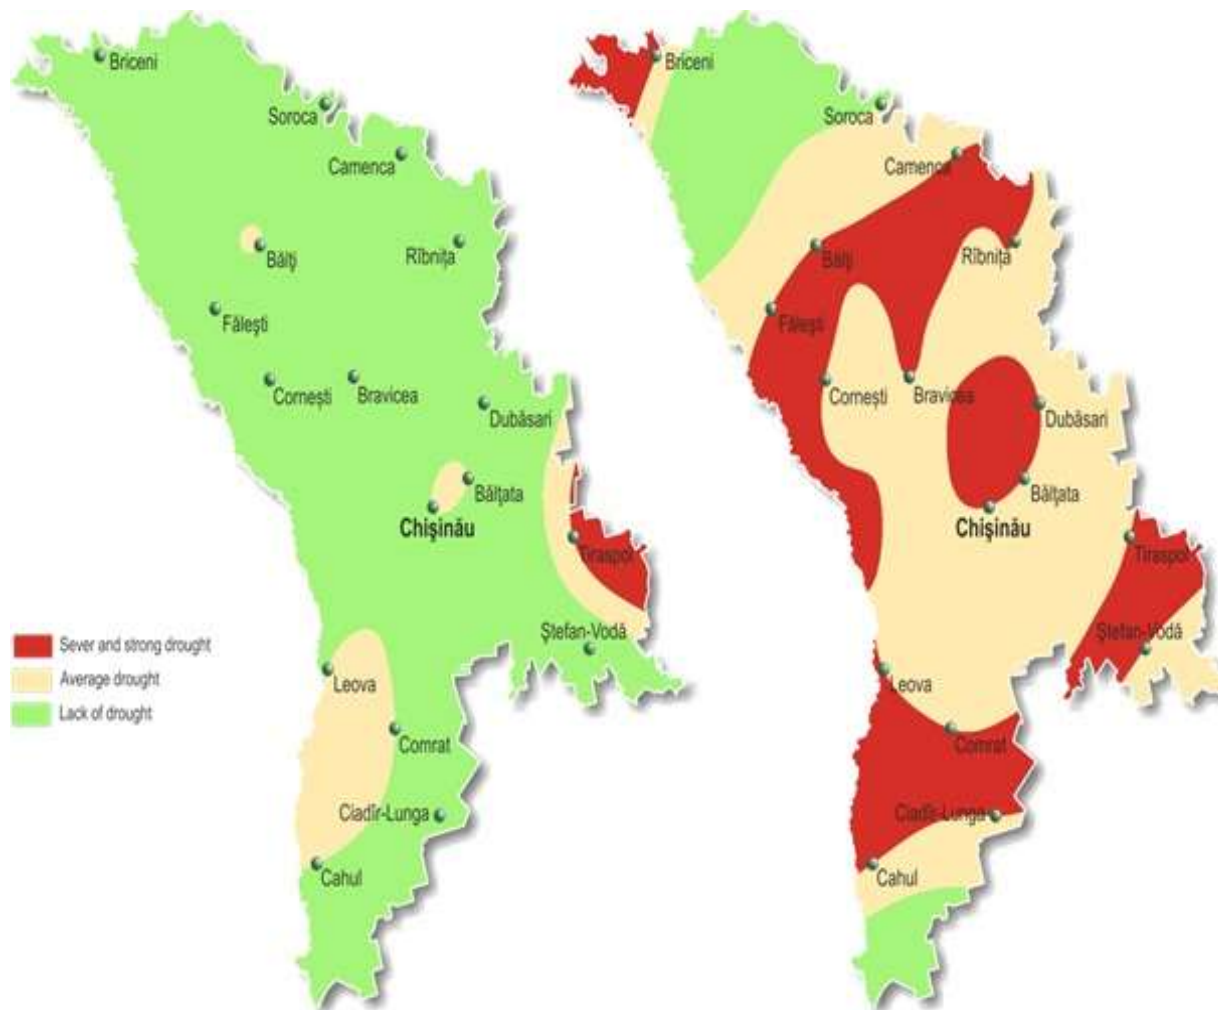 Briceni
Soroca
Camenca
Bălţi
Rîbniţa
Făleşti
Corneşti
Bravicea
Dubăsari
Bălţata
Chişinău
Tiraspol
Ştefan-Vodă
Leova
Comrat
Ciadîr-Lunga
Cahul
Sever and strong drought
Average drought
Lack of drought
Briceni
Soroca
Camenca
Bălţi
Rîbniţa
Făleşti
Corneşti
Bravicea
Dubăsari
Bălţata
Chişinău
Tiraspol
Ştefan-Vodă
Leova
Comrat
Ciadîr-Lunga
Cahul